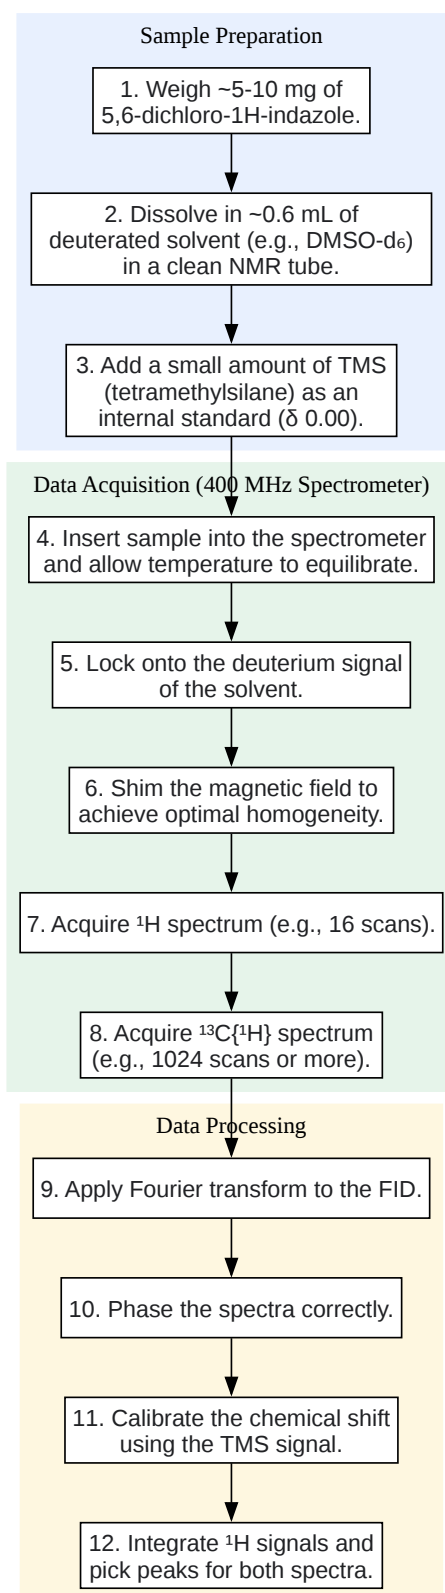 Sample Preparation
1. Weigh ~5-10 mg of
5,6-dichloro-1H-indazole.
2. Dissolve in ~0.6 mL of
deuterated solvent (e.g., DMSO-d₆)
in a clean NMR tube.
3. Add a small amount of TMS
(tetramethylsilane) as an
internal standard (δ 0.00).
Data Acquisition (400 MHz Spectrometer)
4. Insert sample into the spectrometer
and allow temperature to equilibrate.
5. Lock onto the deuterium signal
of the solvent.
6. Shim the magnetic field to
achieve optimal homogeneity.
7. Acquire ¹H spectrum (e.g., 16 scans).
8. Acquire ¹³C{¹H} spectrum
(e.g., 1024 scans or more).
Data Processing
9. Apply Fourier transform to the FID.
10. Phase the spectra correctly.
11. Calibrate the chemical shift
using the TMS signal.
12. Integrate ¹H signals and
pick peaks for both spectra.